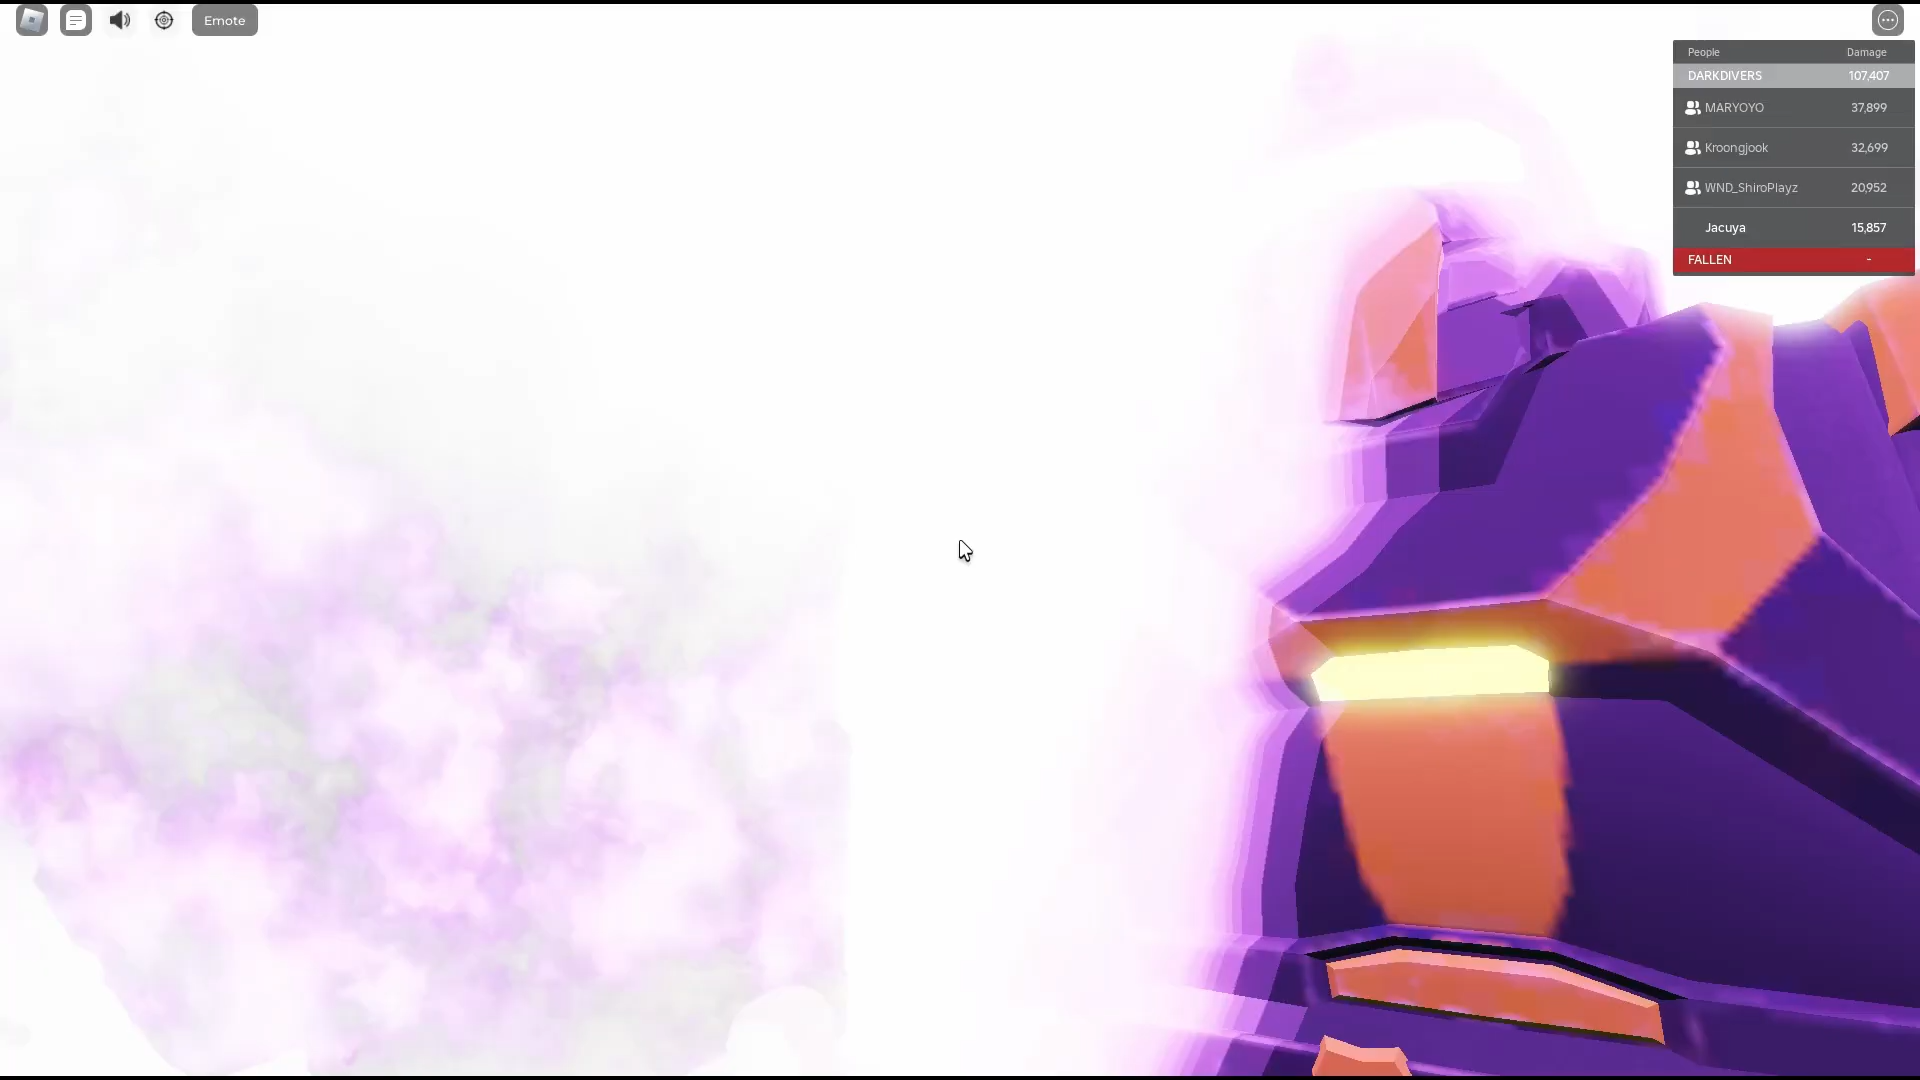 Emote
People Damage
DARKDIVERS 107,407
MARYOYO 37,899
Kroongjook 32,699
WND_ShiroPlayz 20,952
Jacuya 15,857
FALLEN -